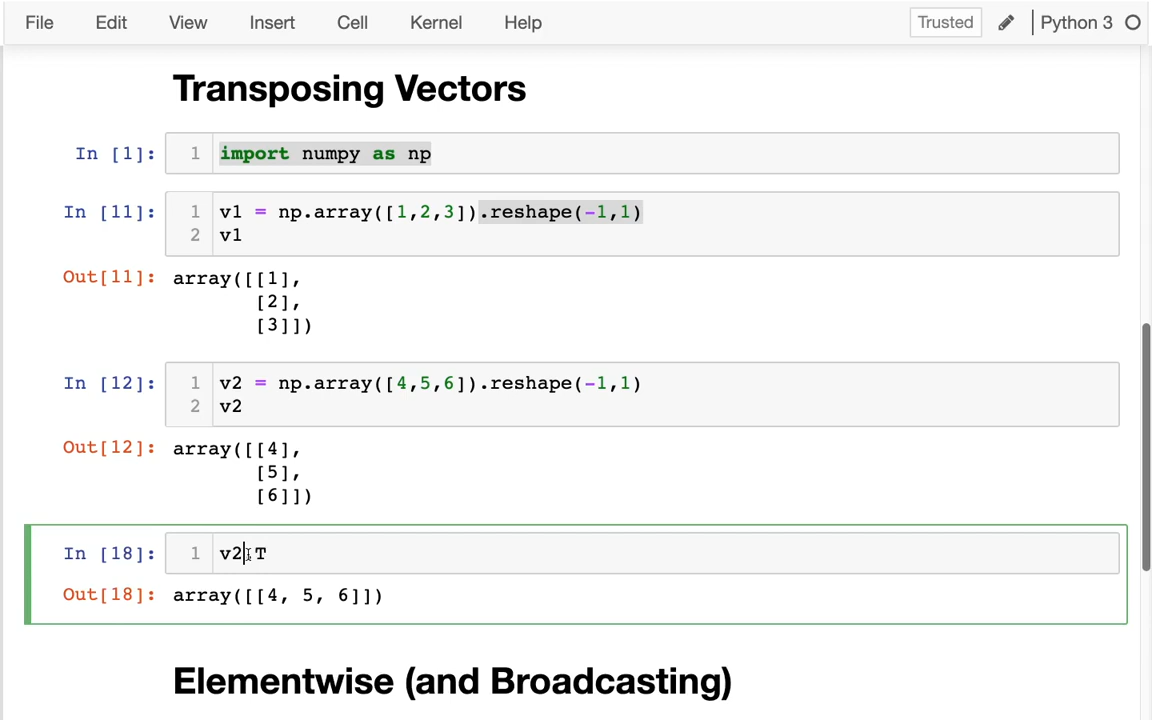 File Edit View Insert Cell Kernel Help Trusted Python 3
Transposing Vectors
In [1]: 1 import numpy as np
In [11]: 1 v1 = np.array([1,2,3]).reshape(-1,1)
2 v1
Out[11]: array([[1],
[2],
[3]])
In [12]: 1 v2 = np.array([4,5,6]).reshape(-1,1)
2 v2
Out[12]: array([[4],
[5],
[6]])
In [18]: 1 v2.T
Out[18]: array([[4, 5, 6]])
Elementwise (and Broadcasting)